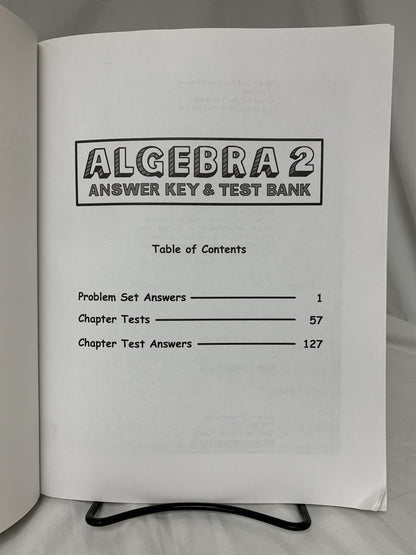 ALGEBRA 2
ANSWER KEY & TEST BANK
Table of Contents
Problem Set Answers 1
Chapter Tests 57
Chapter Test Answers 127